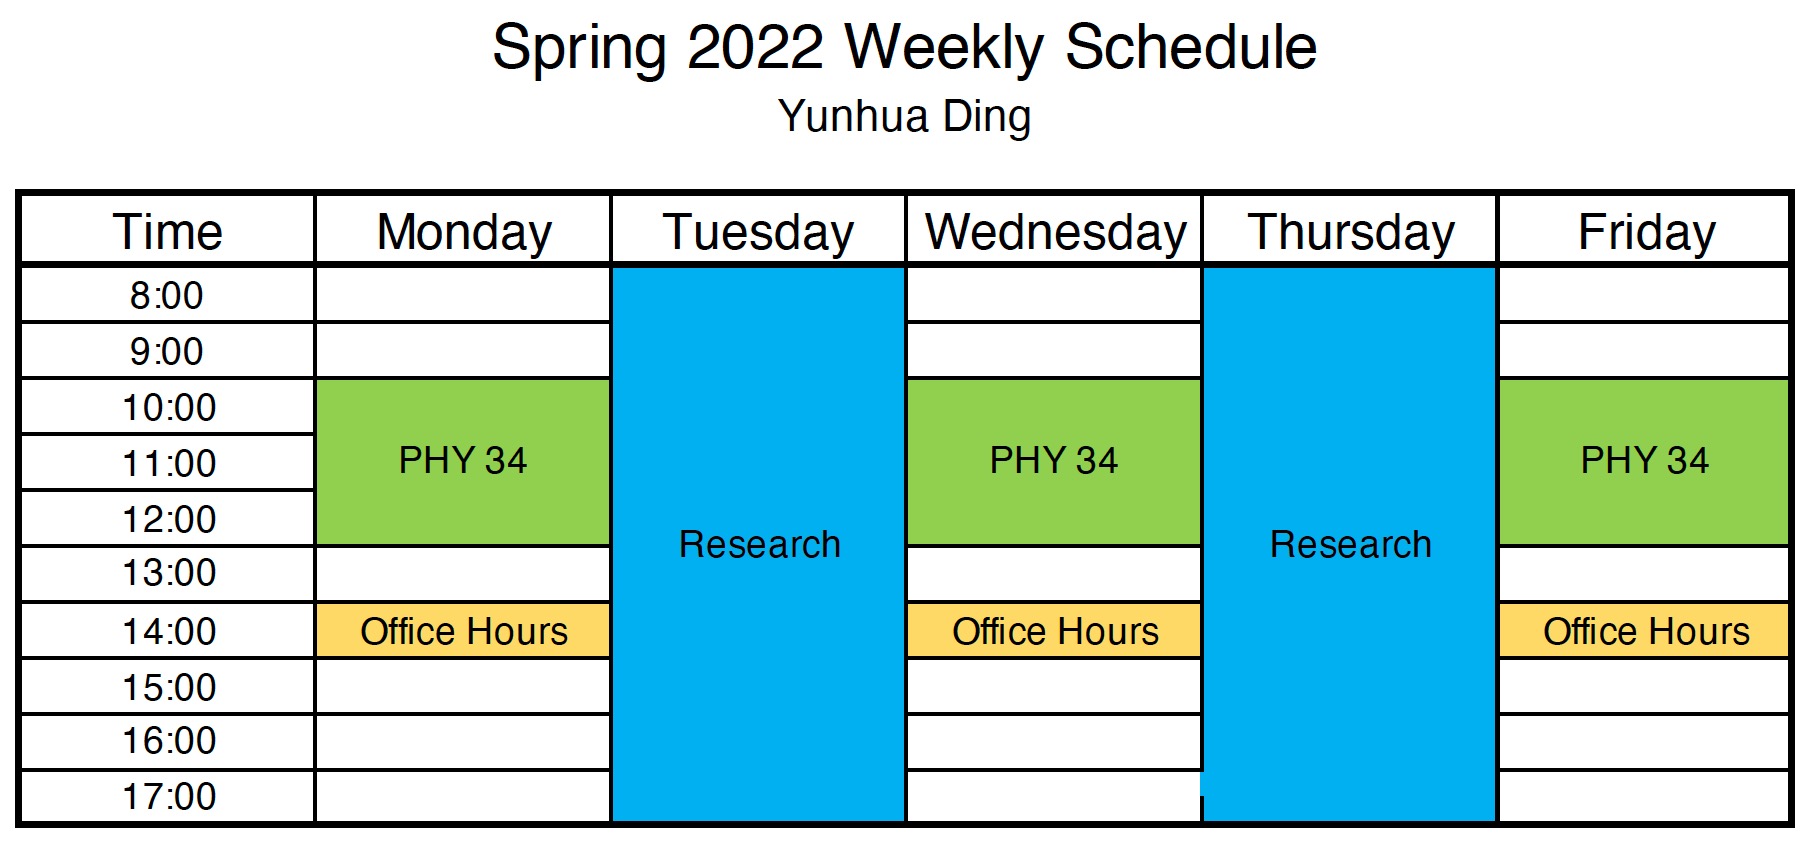 Spring 2022 Weekly Schedule
Yunhua Ding
Time Monday Tuesday Wednesday Thursday Friday
8:00
9:00
10:00
11:00 PHY 34 PHY 34 PHY 34
12:00
Research Research
13:00
14:00 Office Hours Office Hours Office Hours
15:00
16:00
17:00